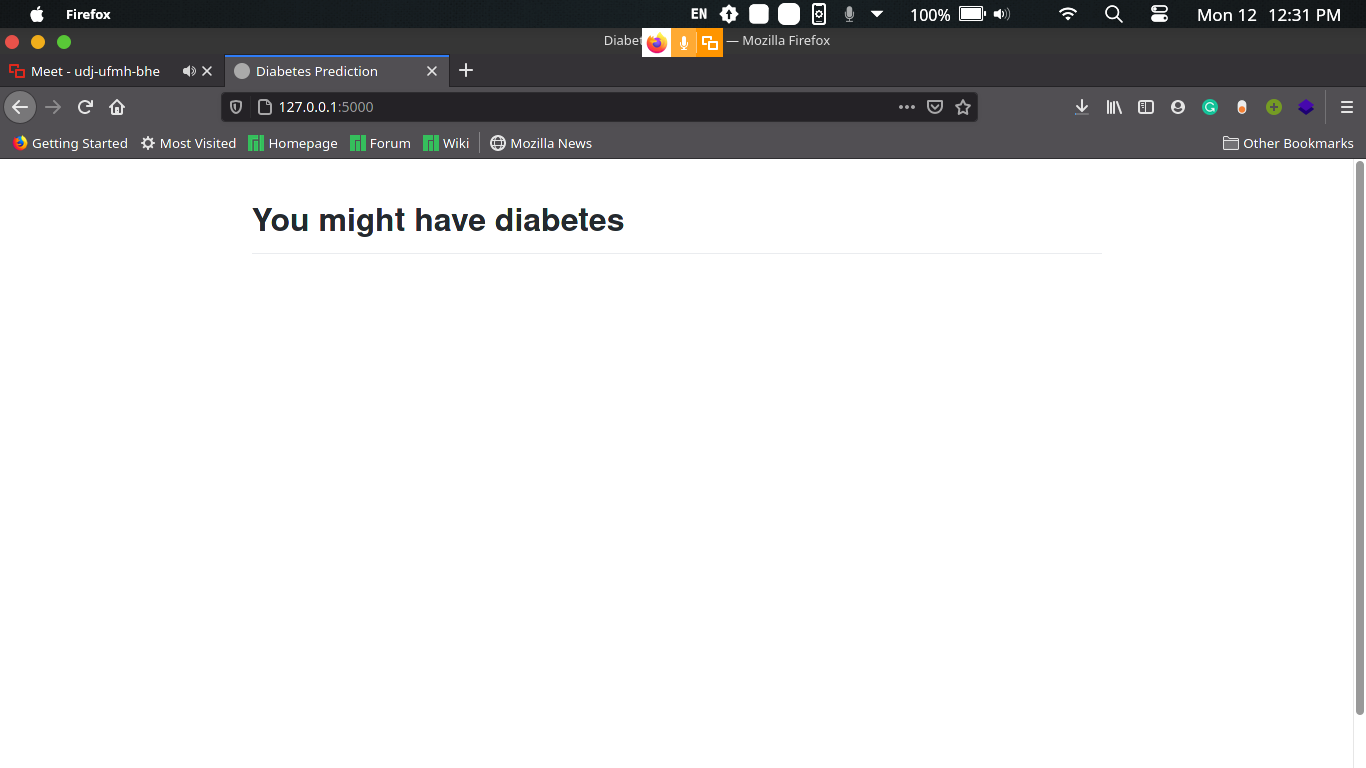 Firefox
EN
100%
Mon 12 12:31 PM
Diabet — Mozilla Firefox
Meet - udj-ufmh-bhe
Diabetes Prediction
127.0.0.1:5000
Getting Started
Most Visited
Homepage
Forum
Wiki
Mozilla News
Other Bookmarks
You might have diabetes